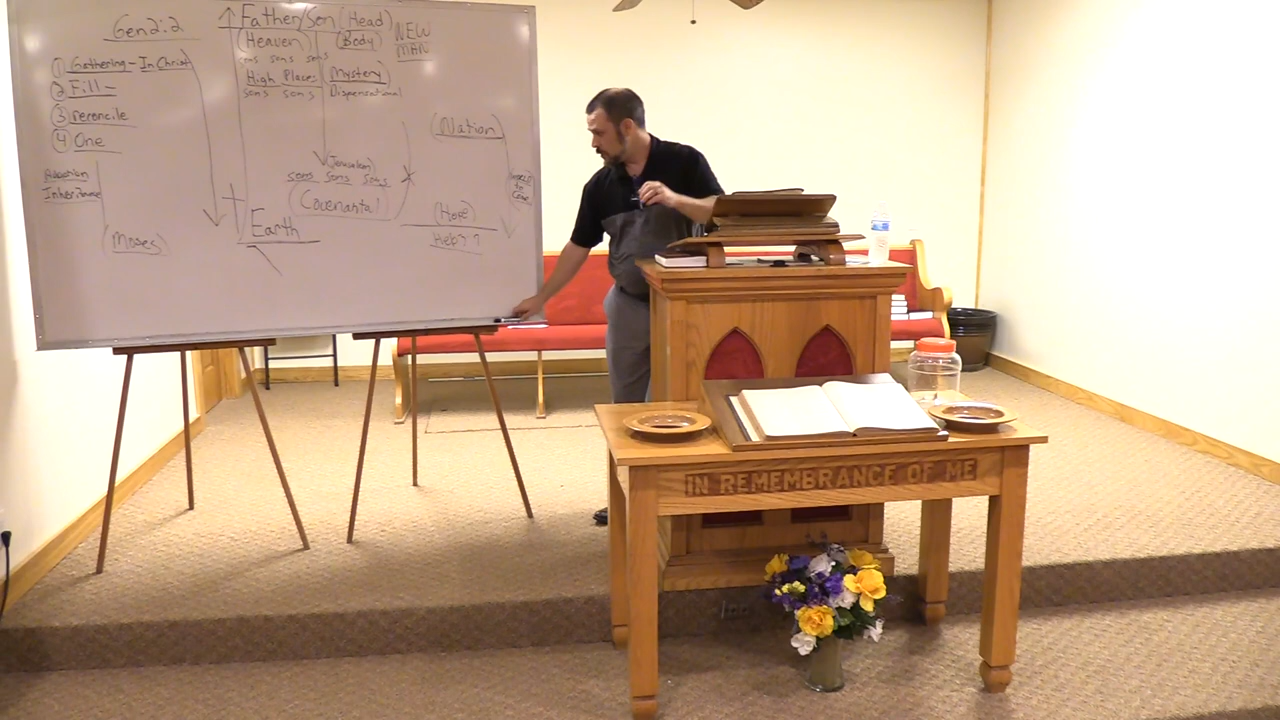 Gen 2:2
① Gathering - In Christ
② Fill -
③ reconcile
④ One
Adoption
Inheritance
(Moses)
↑ Father/Son (Head)
(Heaven) (Body)
NEW
MAN
sons sons sons
High Places Mystery
sons sons Dispensational
(Jerusalem)
sons sons sons
(Covenantal)
Earth
(Nation)
(Hope)
Help??
IN REMEMBRANCE OF ME